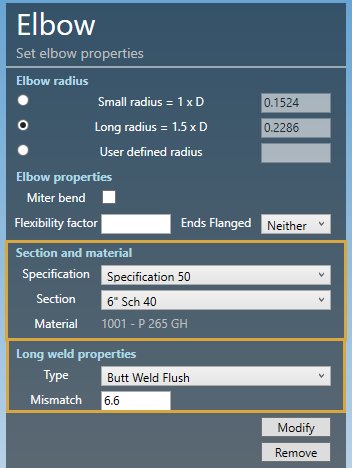 Elbow
Set elbow properties
Elbow radius
Small radius = 1 x D 0.1524
Long radius = 1.5 x D 0.2286
User defined radius
Elbow properties
Miter bend
Flexibility factor Ends Flanged Neither
Section and material
Specification Specification 50
Section 6" Sch 40
Material 1001 - P 265 GH
Long weld properties
Type Butt Weld Flush
Mismatch 6.6
Modify
Remove